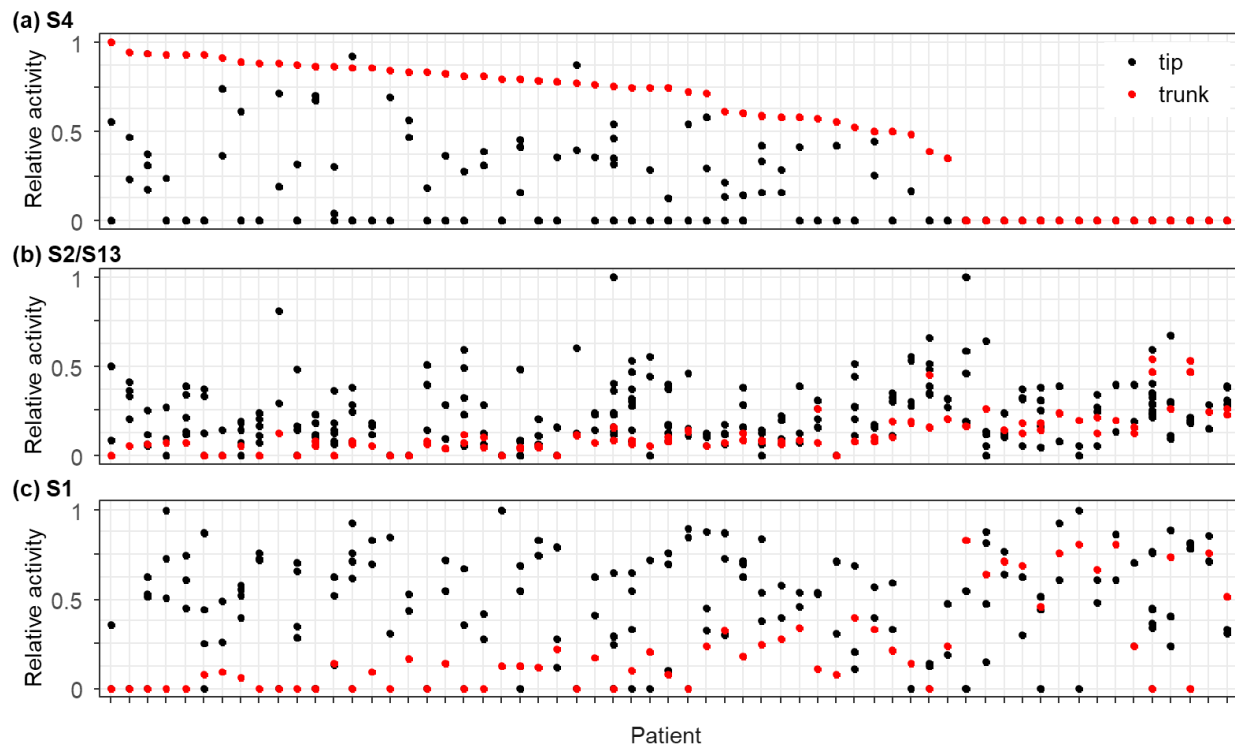 (a) S4
Relative activity
1
0.5
0
tip
trunk
(b) S2/S13
Relative activity
1
0.5
0
(c) S1
Relative activity
1
0.5
0
Patient